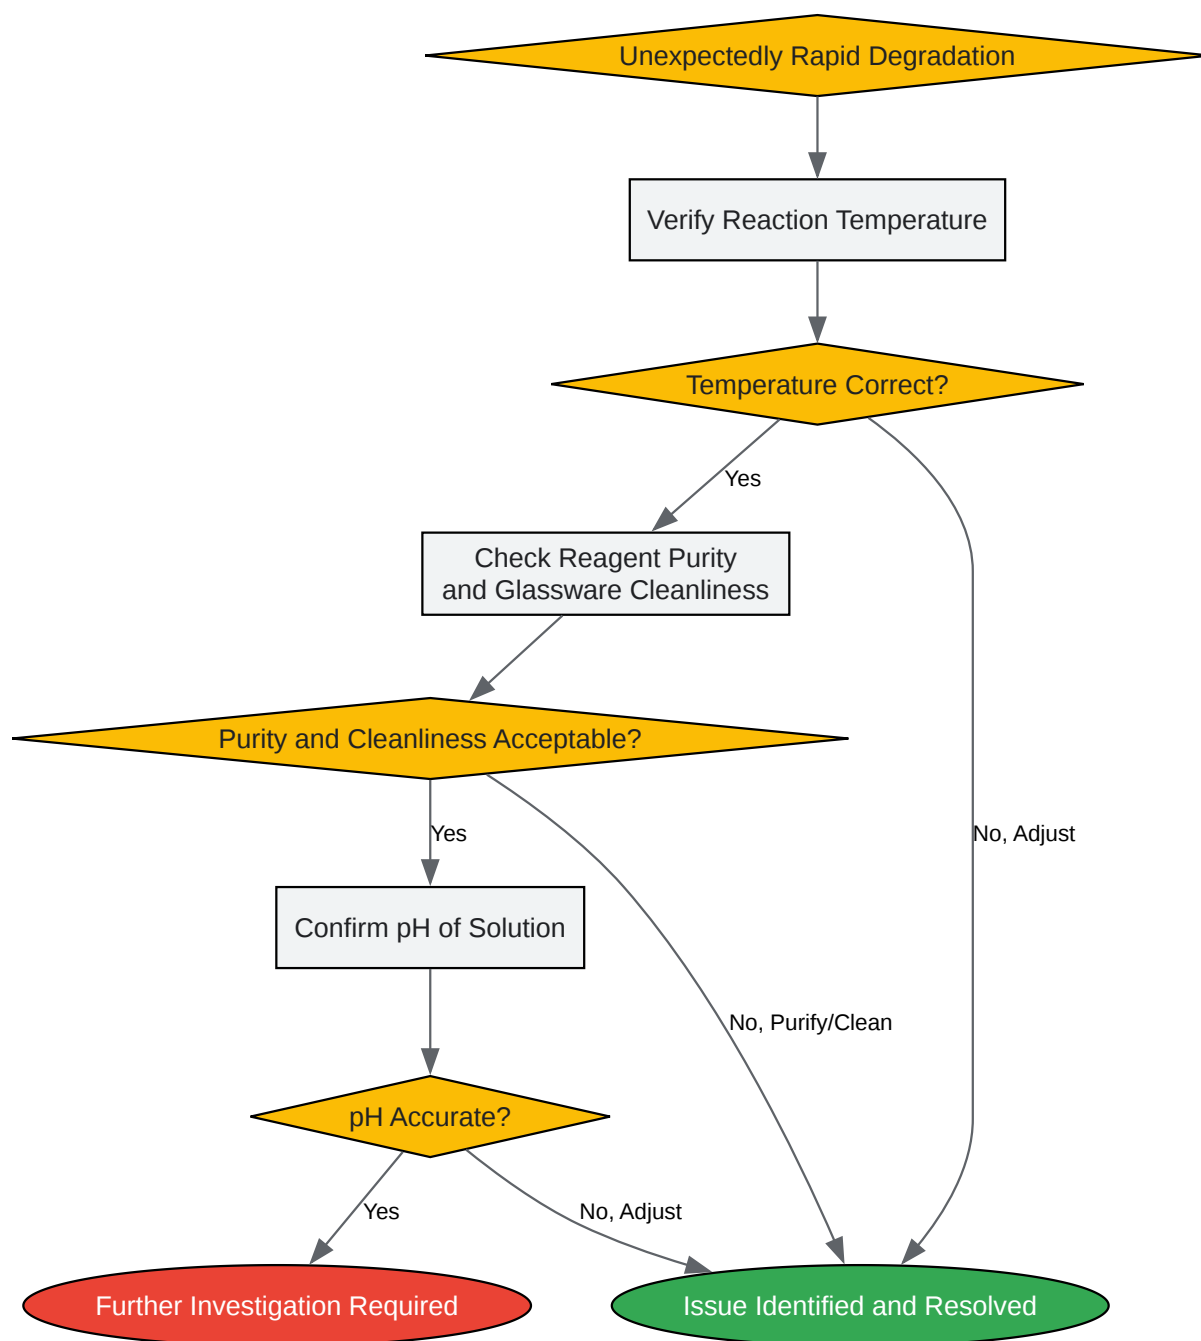 Unexpectedly Rapid Degradation
Verify Reaction Temperature
Temperature Correct?
Yes
Check Reagent Purity
and Glassware Cleanliness
Purity and Cleanliness Acceptable?
Yes
No, Adjust
Confirm pH of Solution
No, Purify/Clean
pH Accurate?
Yes
No, Adjust
Further Investigation Required
Issue Identified and Resolved